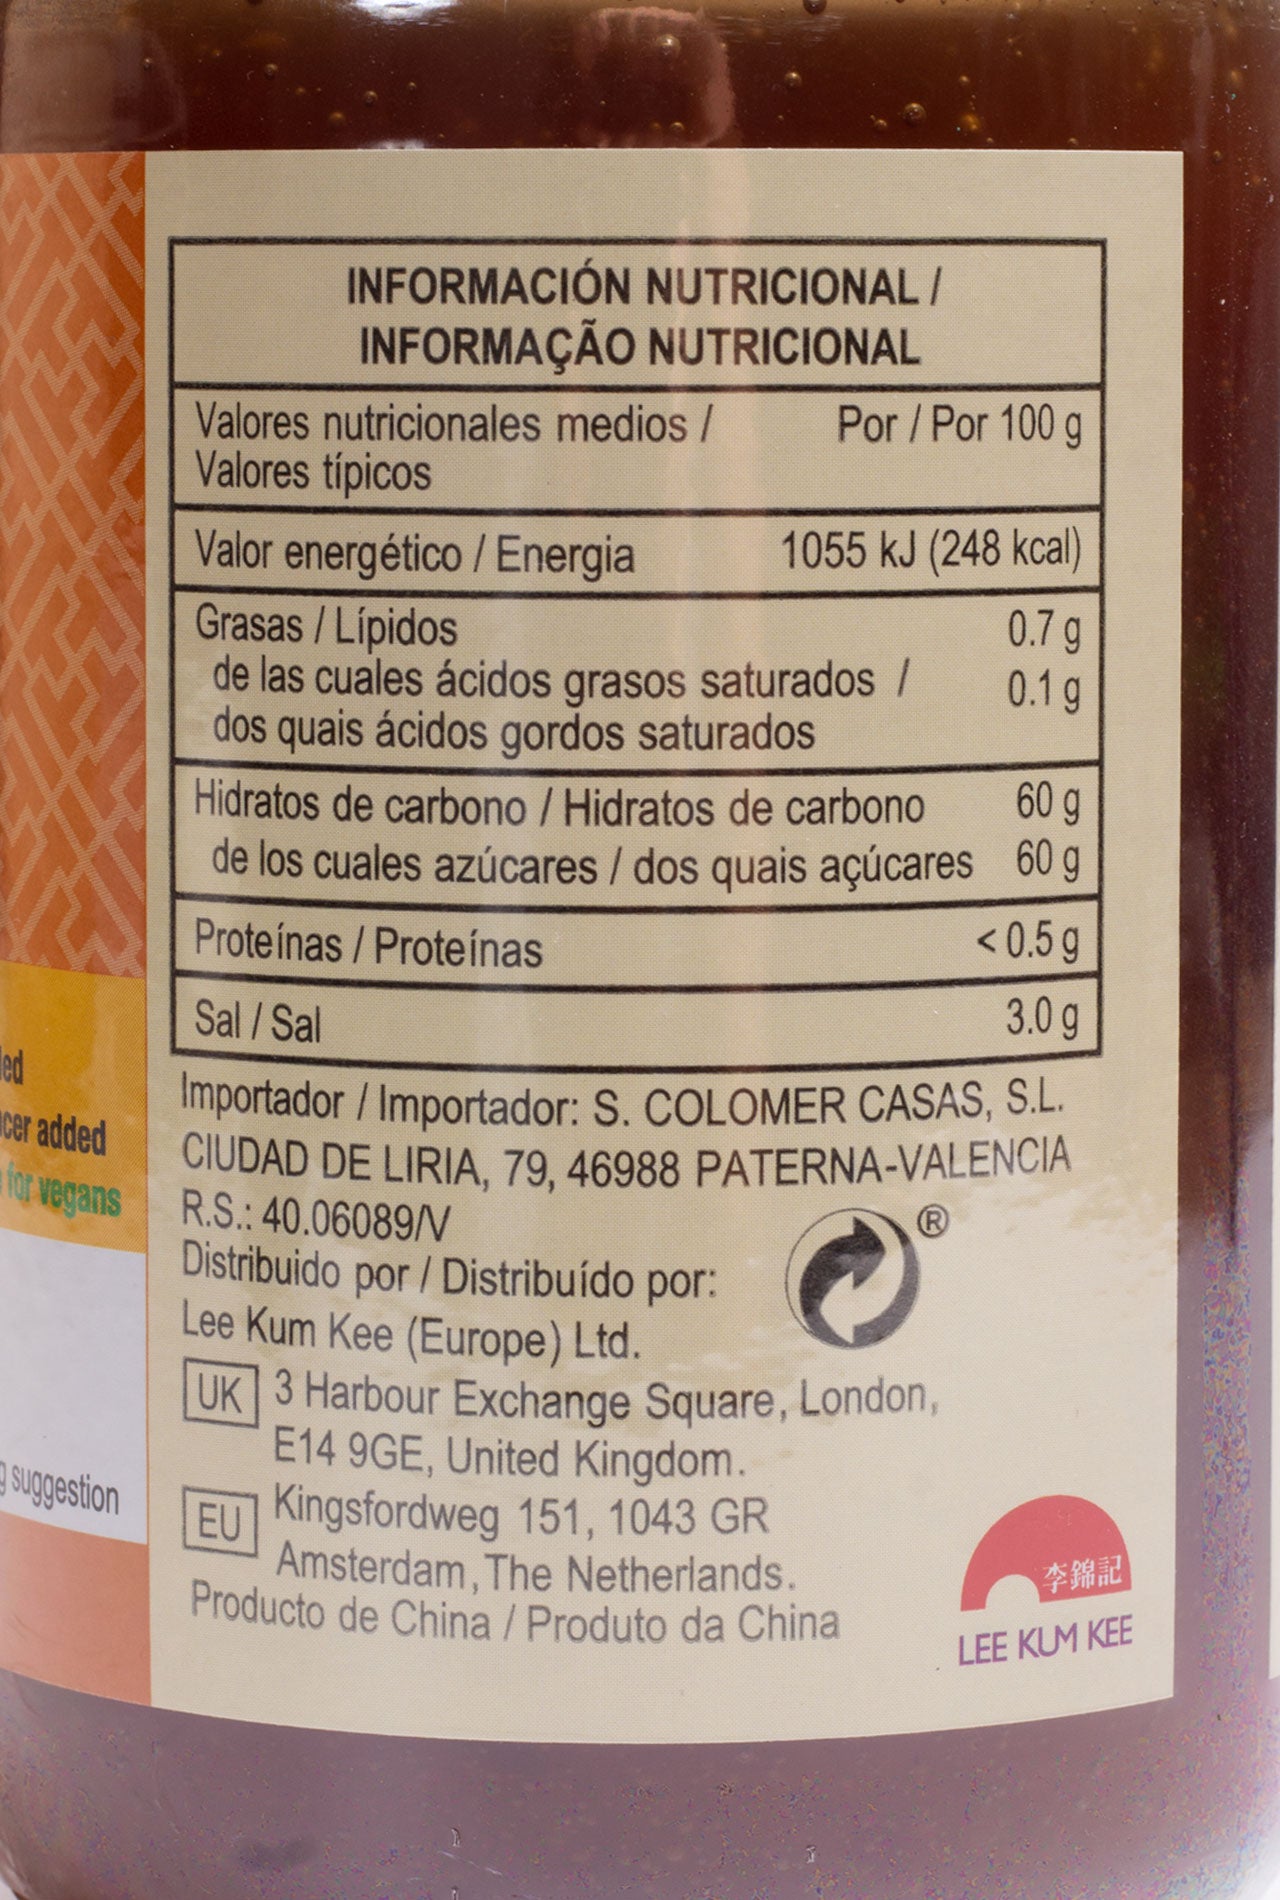 INFORMACIÓN NUTRICIONAL /
INFORMAÇÃO NUTRICIONAL
Valores nutricionales medios / Por / Por 100 g
Valores típicos
Valor energético / Energia 1055 kJ (248 kcal)
Grasas / Lípidos 0.7 g
de las cuales ácidos grasos saturados / 0.1 g
dos quais ácidos gordos saturados
Hidratos de carbono / Hidratos de carbono 60 g
de los cuales azúcares / dos quais açúcares 60 g
Proteínas / Proteínas < 0.5 g
Sal / Sal 3.0 g
Importador / Importador: S. COLOMER CASAS, S.L.
CIUDAD DE LIRIA, 79, 46988 PATERNA-VALENCIA
R.S.: 40.06089/V
®
Distribuido por / Distribuído por:
Lee Kum Kee (Europe) Ltd.
UK 3 Harbour Exchange Square, London,
E14 9GE, United Kingdom.
EU Kingsfordweg 151, 1043 GR
Amsterdam, The Netherlands.
Producto de China / Produto da China
李錦記
LEE KUM KEE
added
for vegans
suggestion